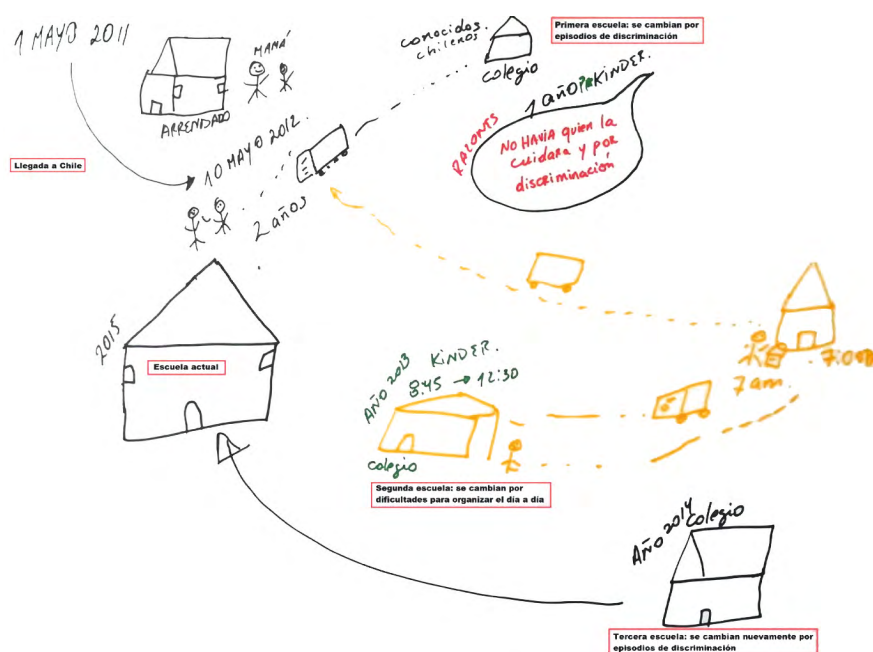 1 MAYO 2011
MAMÁ
ARRENDADO
Llegada a Chile
10 MAYO 2012.
2 años
conocidos
chilenos
colegio
Primera escuela: se cambian por
episodios de discriminación
1 año PREKINDER.
RAZONES
NO HAVIA quien la
cuidara y por
discriminación
2015
Escuela actual
AÑO 2013
KINDER.
8:45 → 12:30
colegio
Segunda escuela: se cambian por
dificultades para organizar el día a día
7 am.
AÑO 2014
colegio
Tercera escuela: se cambian nuevamente por
episodios de discriminación